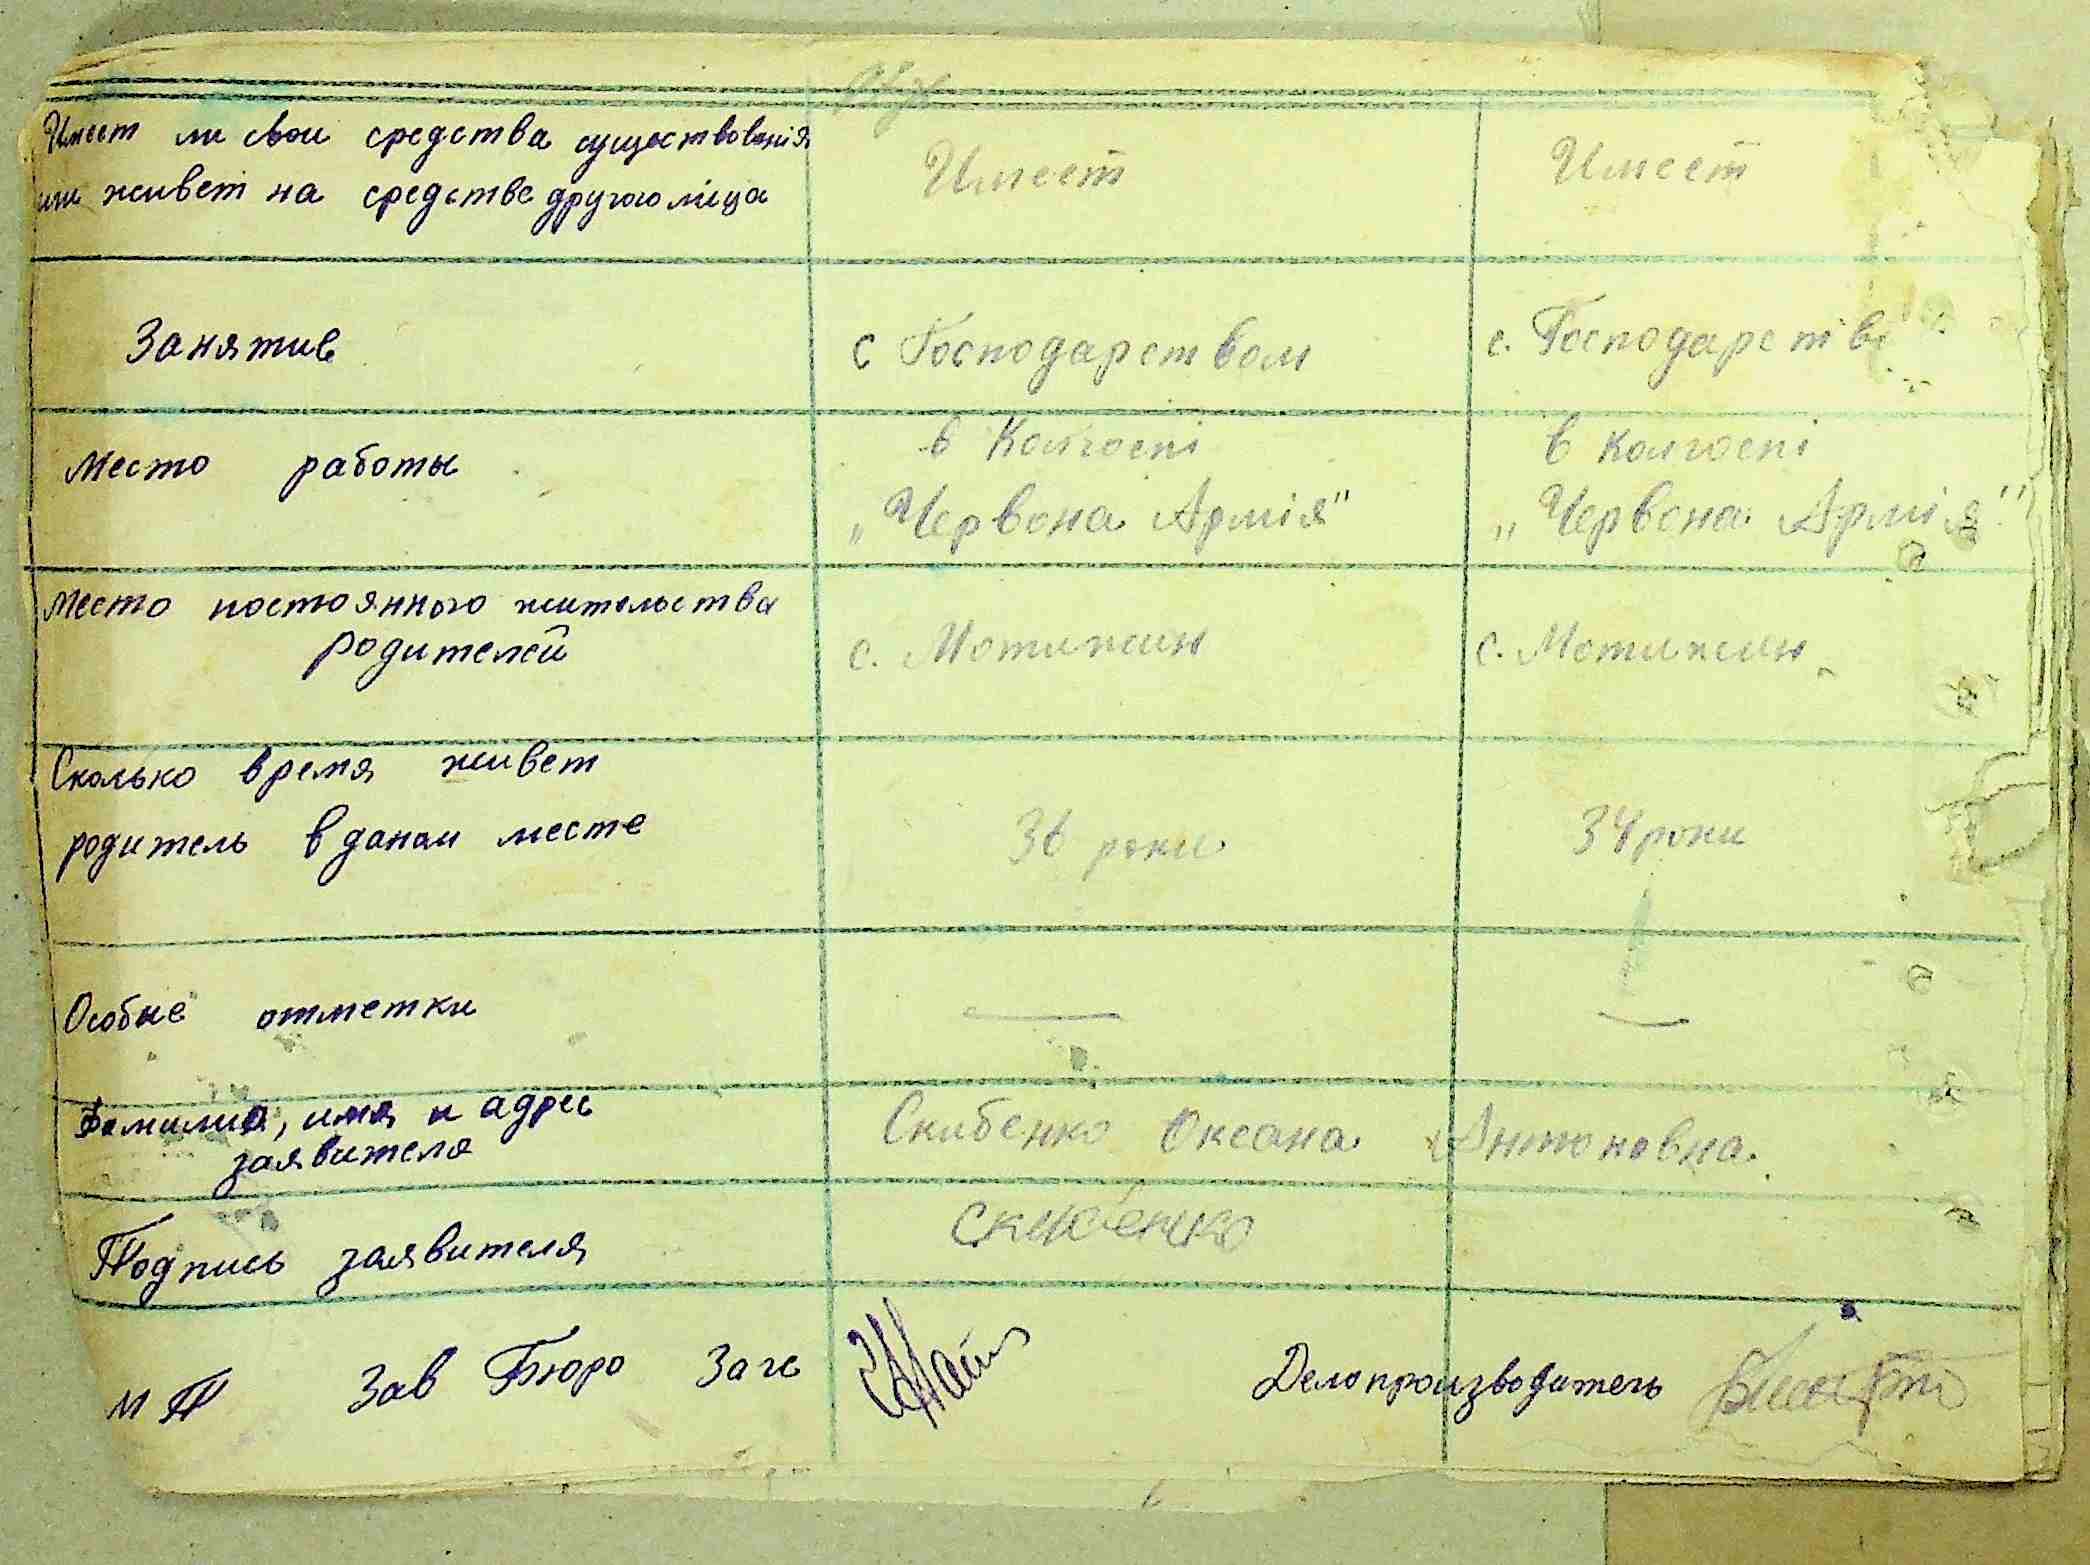 Имеет ли свои средства существованія Имеет Имеет
или живет на средстве другого лица
Занятие с Господарством с. Господарств
Место работы в Колгоспі в колгоспі
„Червона Армія" „Червона Армія"
Место постоянного жительства
родителей с. Мотижин с. Мотижин
Сколько время живет
родитель в даном месте 36 роки 34 роки
Особые отметки — —
Фамилия, имя и адрес Скибенко Оксана Антоновна
заявителя
Подпись заявителя Скибенко
М П Зав Бюро Загс Делопроизводитель